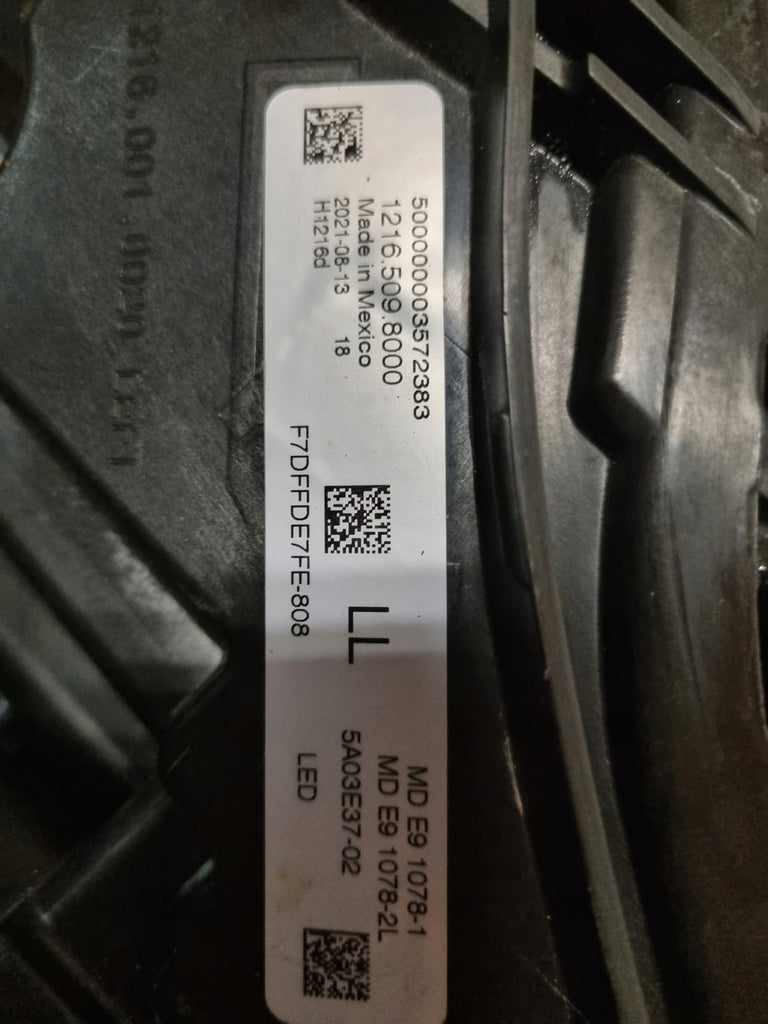 50000003572383
1216.509.8000
Made in Mexico
2021-08-13 18
H1216d
F7DFFDE7FE-808
LL
MD E9 1078-1
MD E9 1078-2L
5A03E37-02
LED